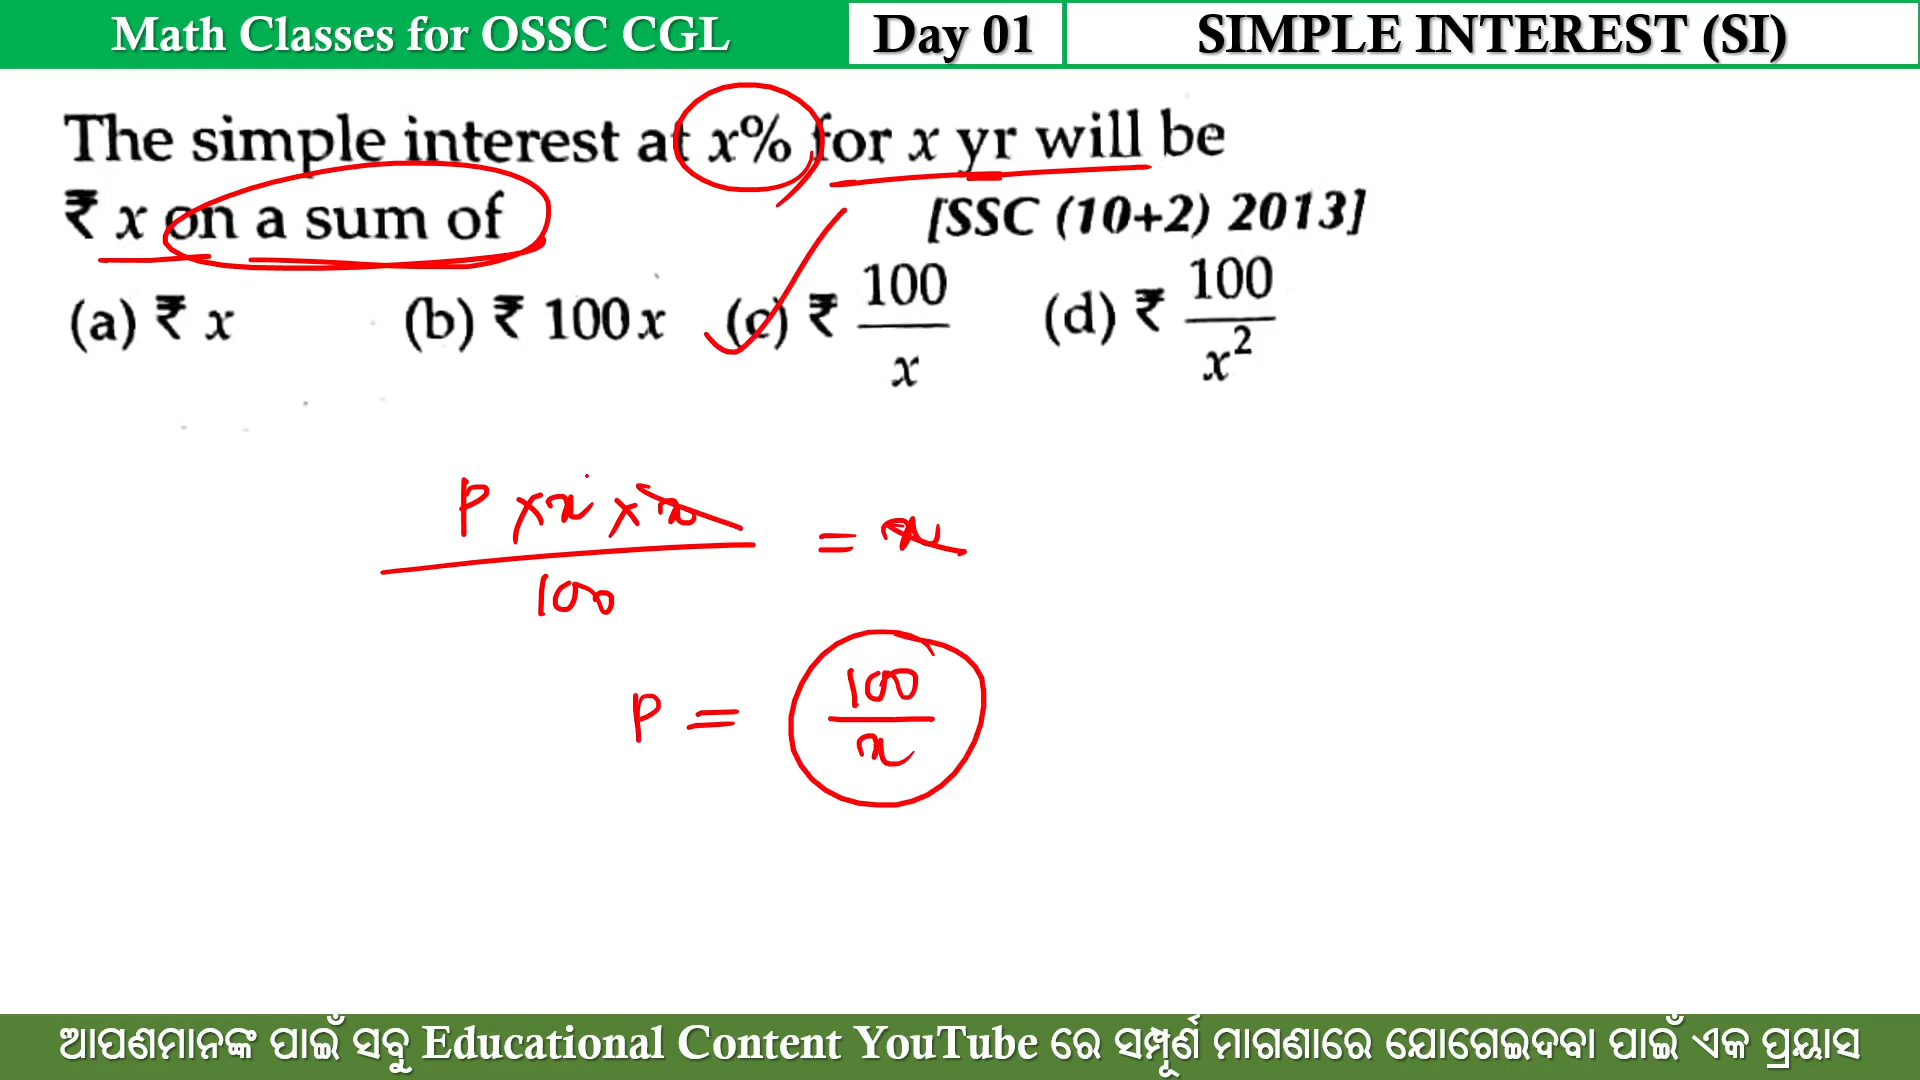 Math Classes for OSSC CGL Day 01 SIMPLE INTEREST (SI)
The simple interest at x% for x yr will be
₹ x on a sum of [SSC (10+2) 2013]
(a) ₹ x (b) ₹ 100x (c) ₹ 100/x (d) ₹ 100/x²
P × x × x / 100 = x
P = 100/x
ଆପଣମାନଙ୍କ ପାଇଁ ସବୁ Educational Content YouTube ରେ ସମ୍ପୂର୍ଣ ମାଗଣାରେ ଯୋଗେଇଦବା ପାଇଁ ଏକ ପ୍ରୟାସ